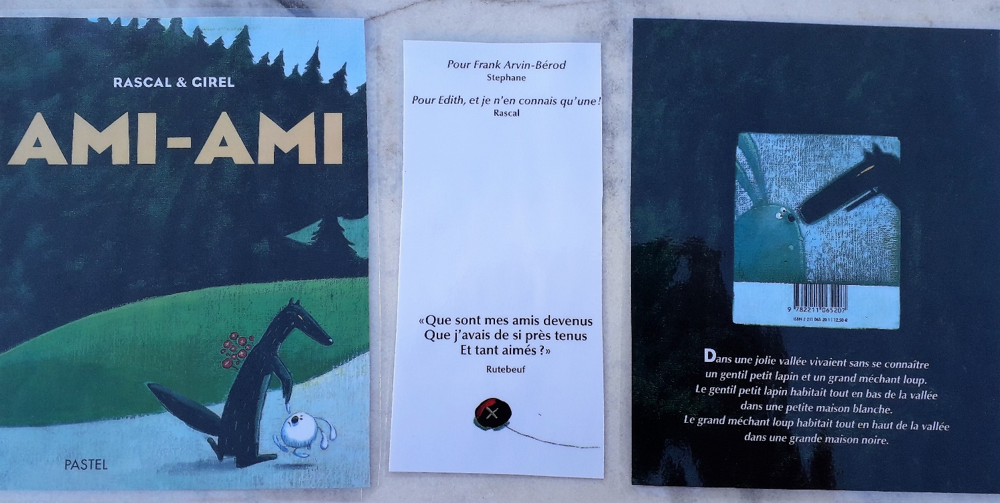 RASCAL & GIREL
AMI-AMI
PASTEL
Pour Frank Arvin-Bérod
Stephane
Pour Edith, et je n'en connais qu'une!
Rascal
«Que sont mes amis devenus
Que j'avais de si près tenus
Et tant aimés ?»
Rutebeuf
9 782211 065207
ISBN 2 211 065 20 1 | 12.50 €
Dans une jolie vallée vivaient sans se connaître
un gentil petit lapin et un grand méchant loup.
Le gentil petit lapin habitait tout en bas de la vallée
dans une petite maison blanche.
Le grand méchant loup habitait tout en haut de la vallée
dans une grande maison noire.